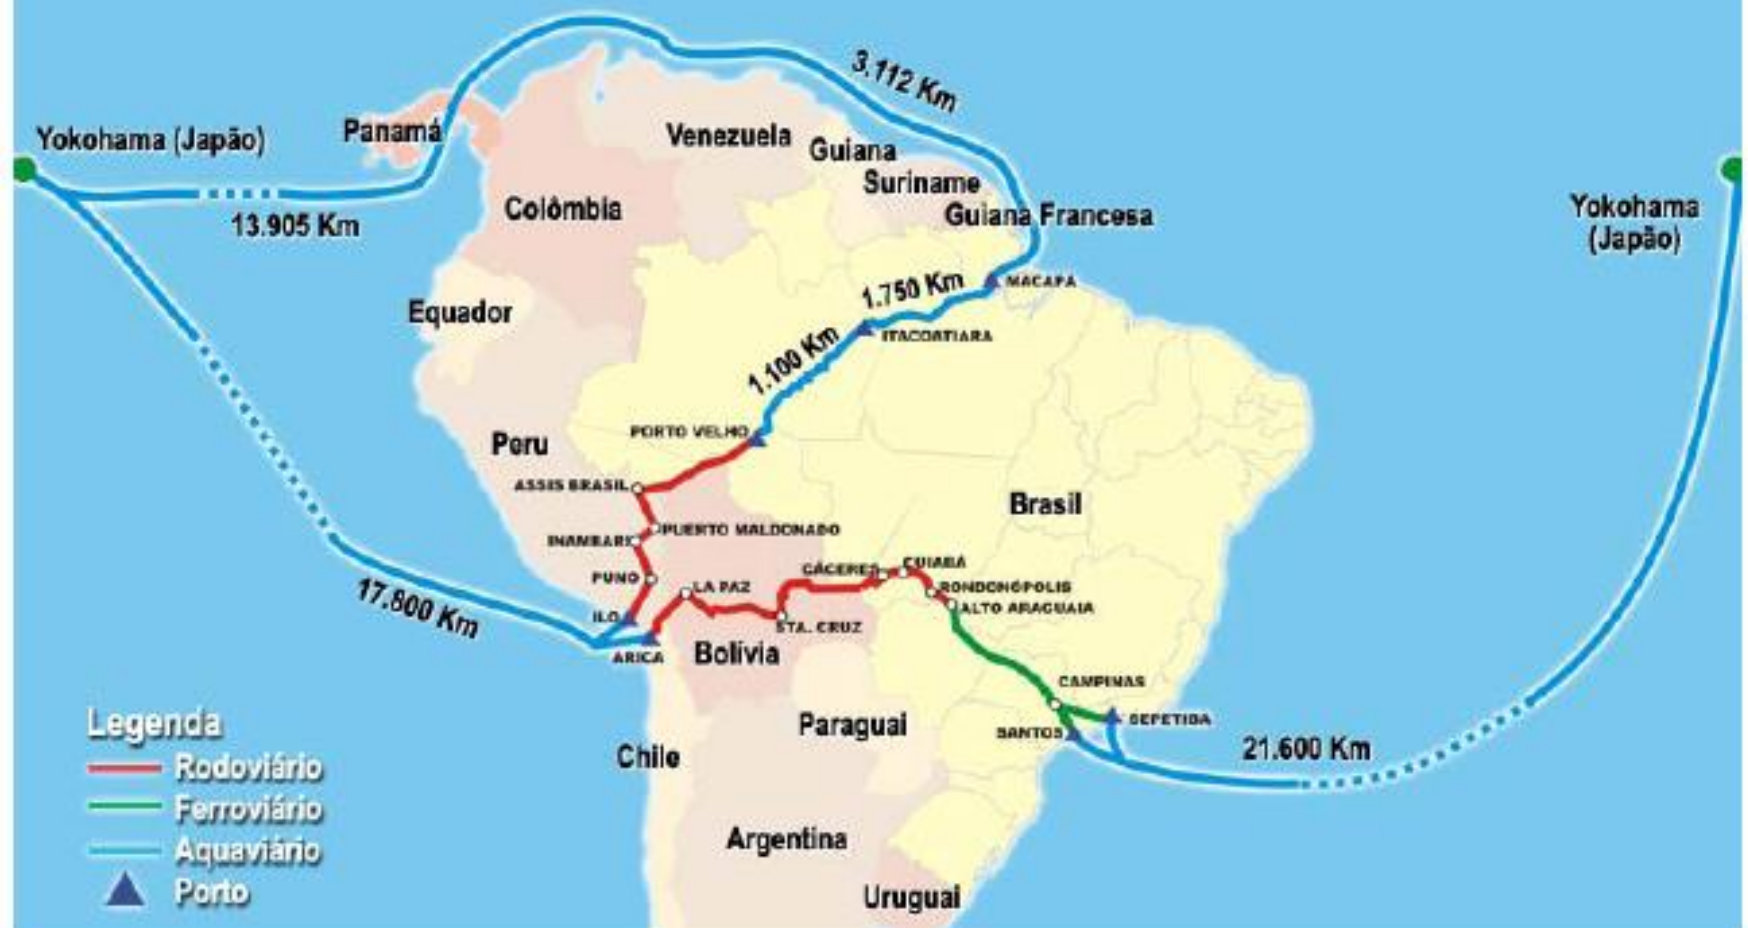 3.112 Km
Yokohama (Japão)
Panamá
Venezuela
Guiana
Suriname
Colômbia
Guiana Francesa
Yokohama
(Japão)
13.905 Km
Equador
1.750 Km
MACAPA
ITACOATIARA
1.100 Km
PORTO VELHO
Peru
ASSIS BRASIL
Brasil
PUERTO MALDONADO
INAMBARI
CÁCERES
CUIABÁ
PUNO
LA PAZ
RONDONÓPOLIS
ALTO ARAGUAIA
17.800 Km
ILO
STA. CRUZ
ARICA
Bolívia
CAMPINAS
Legenda
Paraguai
SEPETIBA
SANTOS
21.600 Km
Chile
Rodoviário
Ferroviário
Argentina
Aquaviário
Porto
Uruguai